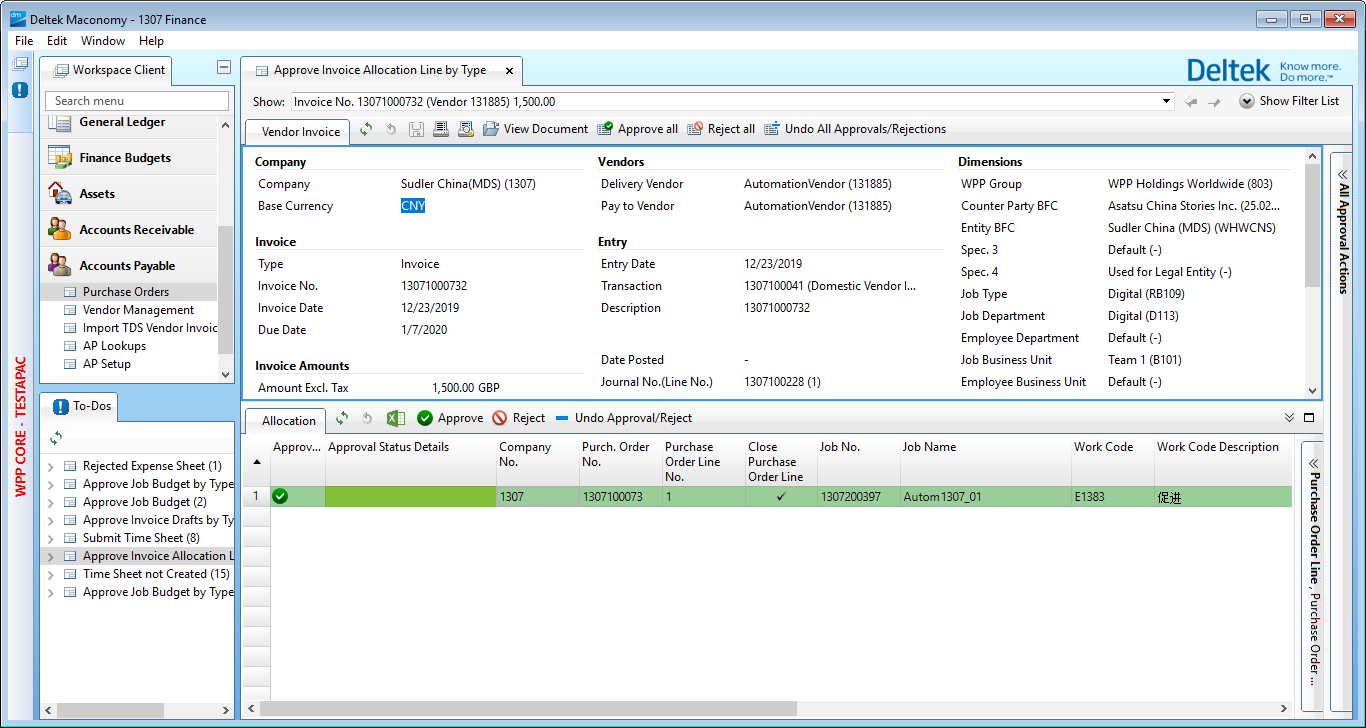 Deltek Maconomy - 1307 Finance
File Edit Window Help
Workspace Client
Search menu
General Ledger
Finance Budgets
Assets
Accounts Receivable
Accounts Payable
Purchase Orders
Vendor Management
Import TDS Vendor Invoic
AP Lookups
AP Setup
WPP CORE - TESTAPAC
To-Dos
Rejected Expense Sheet (1)
Approve Job Budget by Type
Approve Job Budget (2)
Approve Invoice Drafts by Ty
Submit Time Sheet (8)
Approve Invoice Allocation L
Time Sheet not Created (15)
Approve Job Budget by Type
Approve Invoice Allocation Line by Type
Deltek Know more. Do more.™
Show: Invoice No. 13071000732 (Vendor 131885) 1,500.00
Show Filter List
Vendor Invoice View Document Approve all Reject all Undo All Approvals/Rejections
Company
Company Sudler China(MDS) (1307)
Base Currency CNY
Invoice
Type Invoice
Invoice No. 13071000732
Invoice Date 12/23/2019
Due Date 1/7/2020
Invoice Amounts
Amount Excl. Tax 1,500.00 GBP
Vendors
Delivery Vendor AutomationVendor (131885)
Pay to Vendor AutomationVendor (131885)
Entry
Entry Date 12/23/2019
Transaction 1307100041 (Domestic Vendor I...
Description 13071000732
Date Posted -
Journal No.(Line No.) 1307100228 (1)
Dimensions
WPP Group WPP Holdings Worldwide (803)
Counter Party BFC Asatsu China Stories Inc. (25.02...
Entity BFC Sudler China (MDS) (WHWCNS)
Spec. 3 Default (-)
Spec. 4 Used for Legal Entity (-)
Job Type Digital (RB109)
Job Department Digital (D113)
Employee Department Default (-)
Job Business Unit Team 1 (B101)
Employee Business Unit Default (-)
All Approval Actions
Allocation Approve Reject Undo Approval/Reject
Approv... Approval Status Details Company No. Purch. Order No. Purchase Order Line No. Close Purchase Order Line Job No. Job Name Work Code Work Code Description
1 1307 1307100073 1 ✓ 1307200397 Autom1307_01 E1383 促进
Purchase Order Line , Purchase Order ...